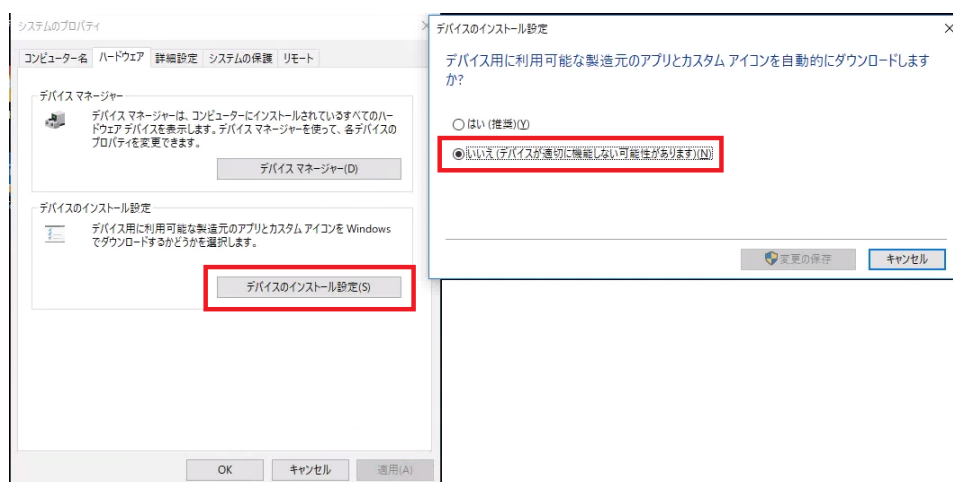 システムのプロパティ
コンピューター名 ハードウェア 詳細設定 システムの保護 リモート
デバイス マネージャー
デバイス マネージャーは、コンピューターにインストールされているすべてのハー
ドウェア デバイスを表示します。デバイス マネージャーを使って、各デバイスの
プロパティを変更できます。
デバイス マネージャー(D)
デバイスのインストール設定
デバイス用に利用可能な製造元のアプリとカスタム アイコンを Windows
でダウンロードするかどうかを選択します。
デバイスのインストール設定(S)
OK キャンセル 適用(A)
デバイスのインストール設定
デバイス用に利用可能な製造元のアプリとカスタム アイコンを自動的にダウンロードします
か?
はい (推奨)(Y)
いいえ (デバイスが適切に機能しない可能性があります)(N)
変更の保存 キャンセル